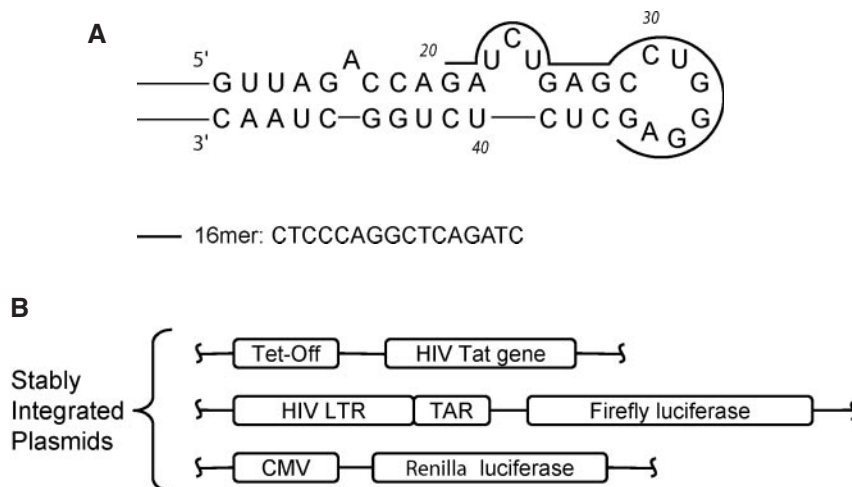 A
30
5' 20 A U C U C U
GUUAG CCAGA GAGC G
CAAUC GGUCU CUCG A G G
3' 40
16mer: CTCCCAGGCTCAGATC
B
Stably
Integrated
Plasmids
Tet-Off HIV Tat gene
HIV LTR TAR Firefly luciferase
CMV Renilla luciferase